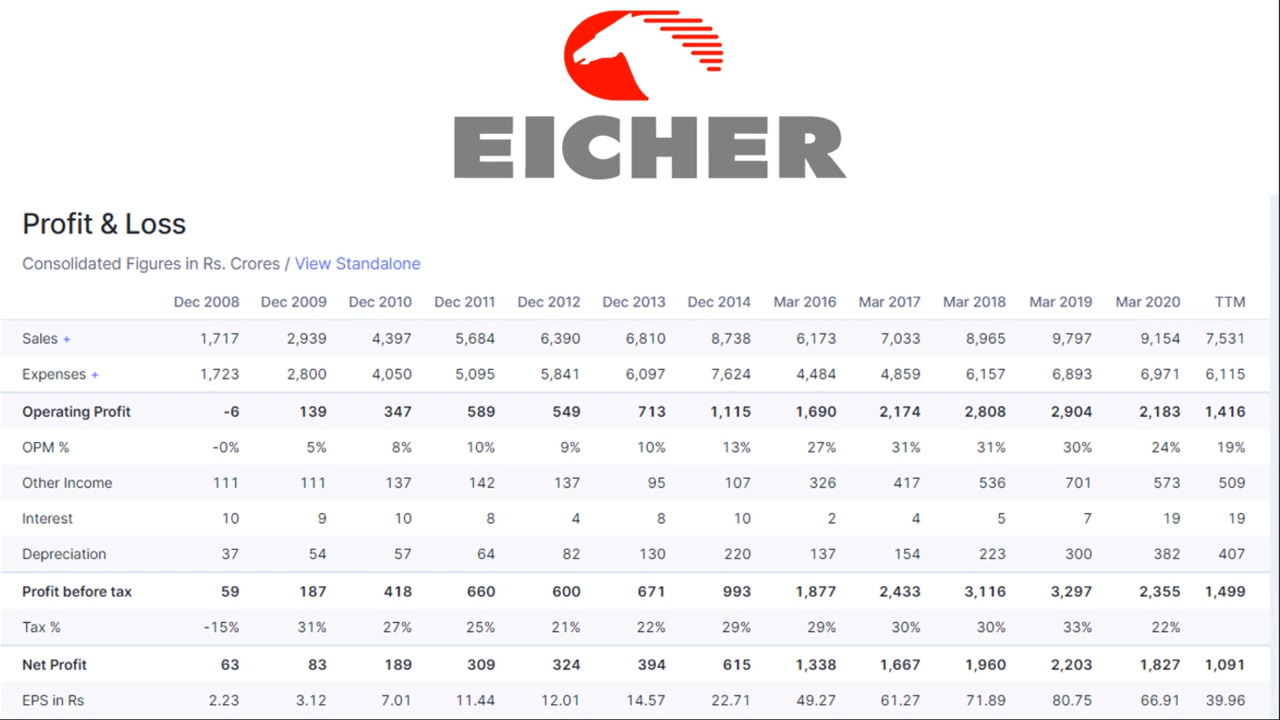 EICHER
Profit & Loss
Consolidated Figures in Rs. Crores / View Standalone
Dec 2008 Dec 2009 Dec 2010 Dec 2011 Dec 2012 Dec 2013 Dec 2014 Mar 2016 Mar 2017 Mar 2018 Mar 2019 Mar 2020 TTM
Sales + 1,717 2,939 4,397 5,684 6,390 6,810 8,738 6,173 7,033 8,965 9,797 9,154 7,531
Expenses + 1,723 2,800 4,050 5,095 5,841 6,097 7,624 4,484 4,859 6,157 6,893 6,971 6,115
Operating Profit -6 139 347 589 549 713 1,115 1,690 2,174 2,808 2,904 2,183 1,416
OPM % -0% 5% 8% 10% 9% 10% 13% 27% 31% 31% 30% 24% 19%
Other Income 111 111 137 142 137 95 107 326 417 536 701 573 509
Interest 10 9 10 8 4 8 10 2 4 5 7 19 19
Depreciation 37 54 57 64 82 130 220 137 154 223 300 382 407
Profit before tax 59 187 418 660 600 671 993 1,877 2,433 3,116 3,297 2,355 1,499
Tax % -15% 31% 27% 25% 21% 22% 29% 29% 30% 30% 33% 22%
Net Profit 63 83 189 309 324 394 615 1,338 1,667 1,960 2,203 1,827 1,091
EPS in Rs 2.23 3.12 7.01 11.44 12.01 14.57 22.71 49.27 61.27 71.89 80.75 66.91 39.96